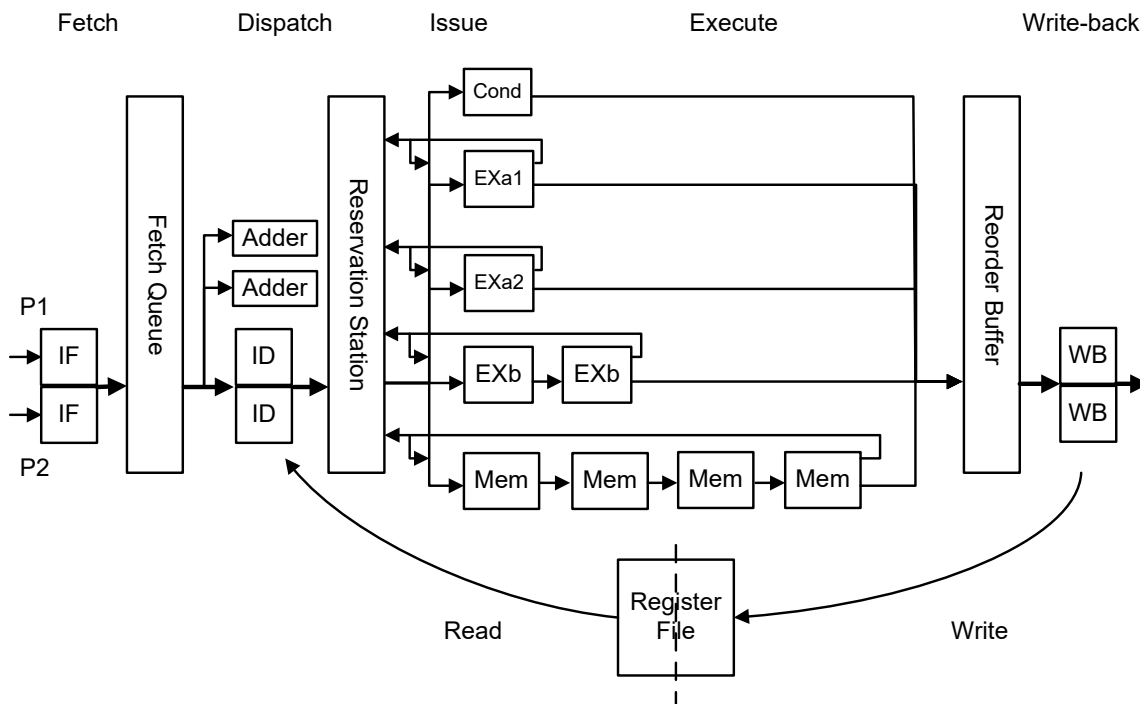 Fetch
Dispatch
Issue
Execute
Write-back
Cond
EXa1
EXa2
EXb
EXb
Mem
Mem
Mem
Mem
Fetch Queue
Adder
Adder
Reservation Station
Reorder Buffer
P1
IF
IF
P2
ID
ID
WB
WB
Register
File
Read
Write